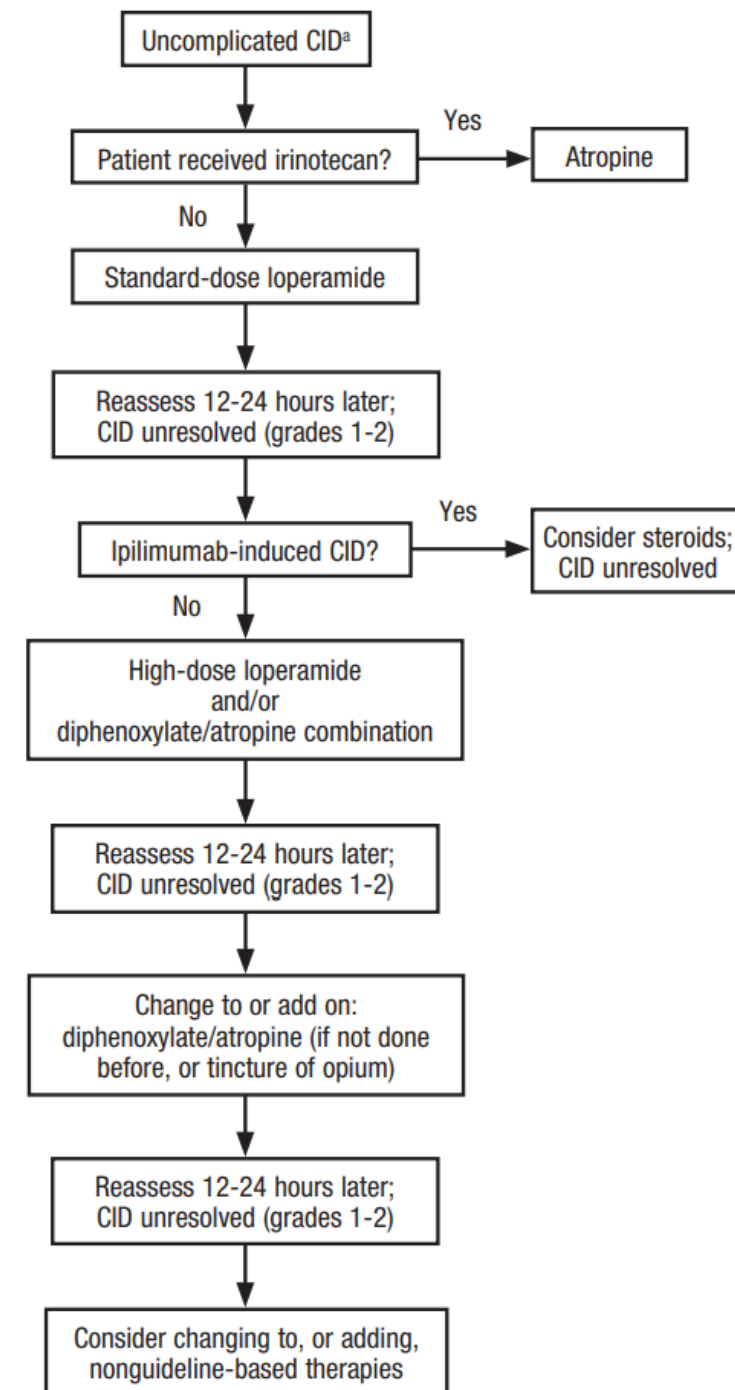 Uncomplicated CIDᵃ
Patient received irinotecan?
Yes
Atropine
No
Standard-dose loperamide
Reassess 12-24 hours later;
CID unresolved (grades 1-2)
Ipilimumab-induced CID?
Yes
Consider steroids;
CID unresolved
No
High-dose loperamide
and/or
diphenoxylate/atropine combination
Reassess 12-24 hours later;
CID unresolved (grades 1-2)
Change to or add on:
diphenoxylate/atropine (if not done
before, or tincture of opium)
Reassess 12-24 hours later;
CID unresolved (grades 1-2)
Consider changing to, or adding,
nonguideline-based therapies